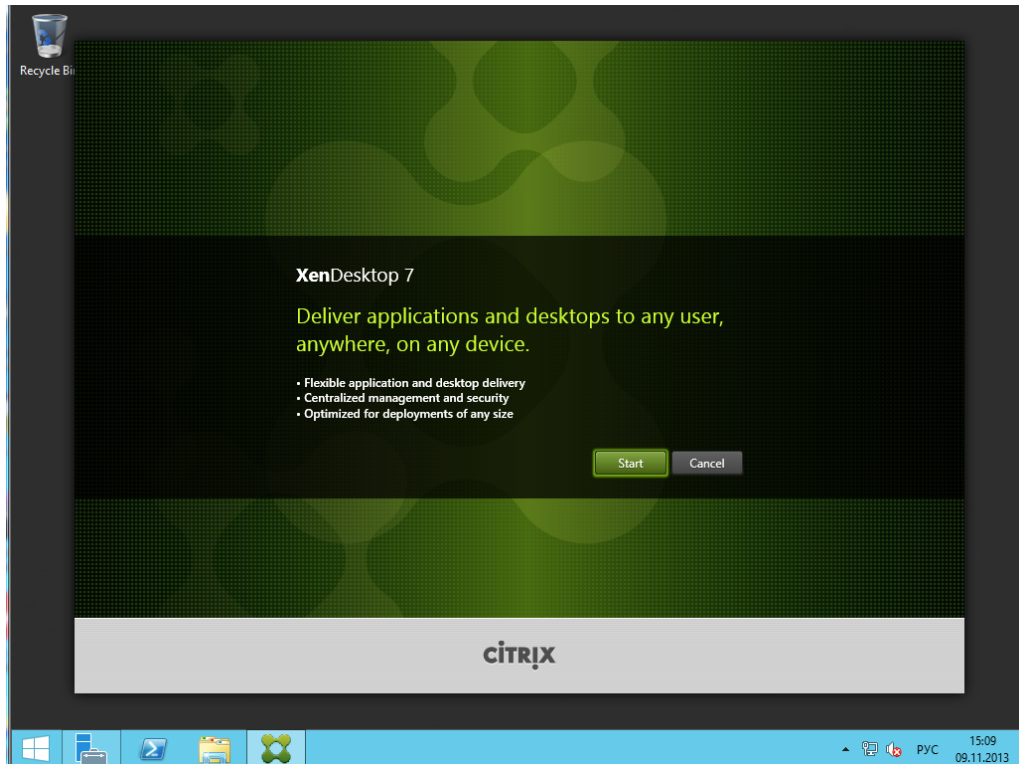 Recycle Bin
XenDesktop 7
Deliver applications and desktops to any user,
anywhere, on any device.
• Flexible application and desktop delivery
• Centralized management and security
• Optimized for deployments of any size
Start Cancel
CITRIX
РУС
15:09
09.11.2013